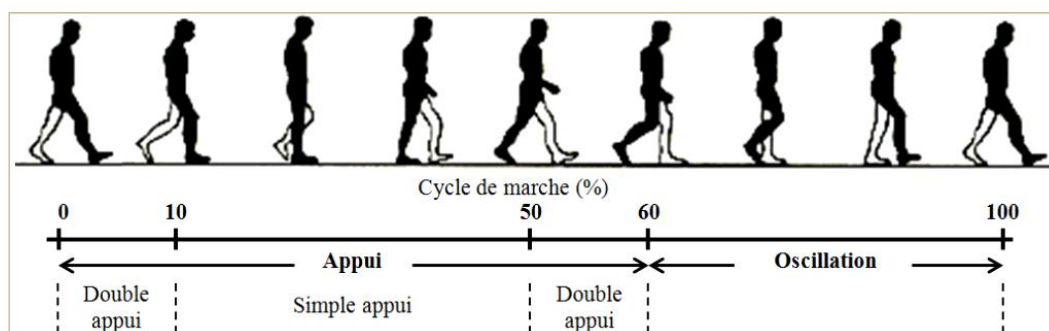 Cycle de marche (%)
0 10 50 60 100
Appui Oscillation
Double appui
Simple appui
Double appui